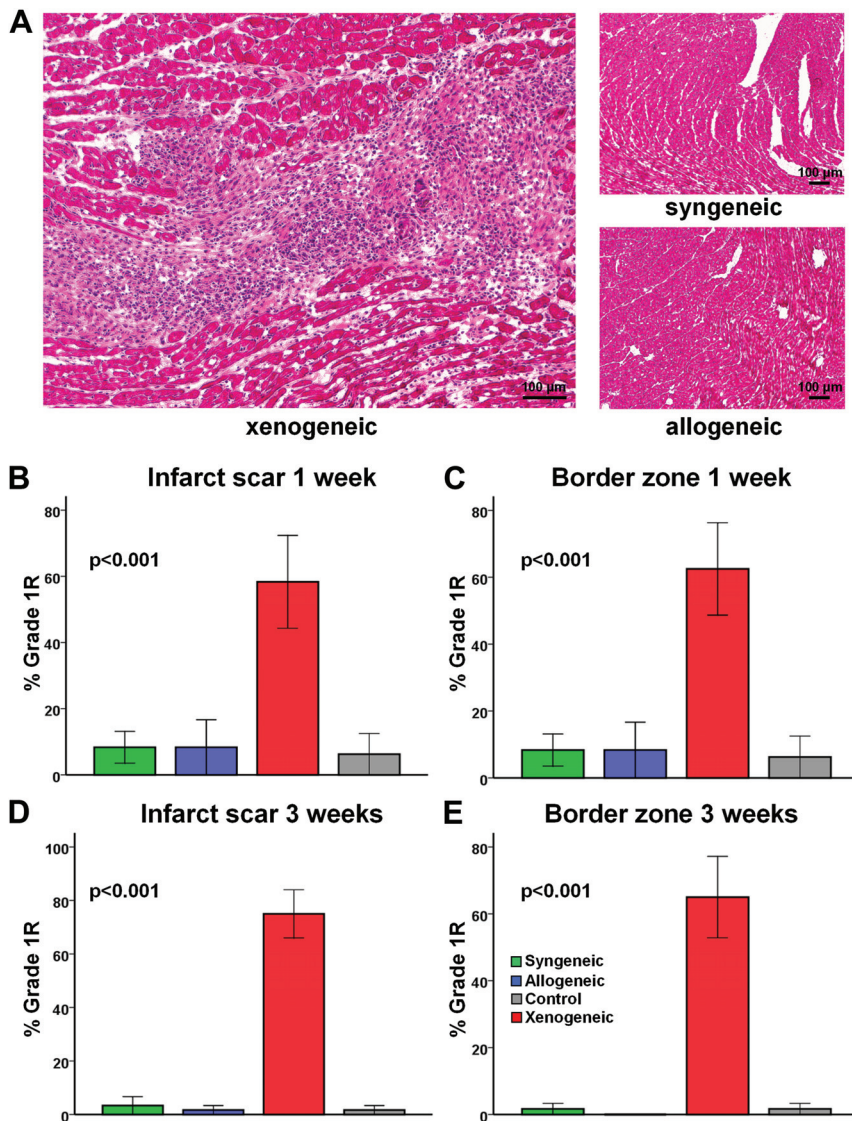 A
100 µm
xenogeneic
100 µm
syngeneic
100 µm
allogeneic
B
Infarct scar 1 week
80
60
40
20
0
% Grade 1R
p<0.001
C
Border zone 1 week
80
60
40
20
0
% Grade 1R
p<0.001
D
Infarct scar 3 weeks
100
80
60
40
20
0
% Grade 1R
p<0.001
E
Border zone 3 weeks
80
60
40
20
0
% Grade 1R
p<0.001
Syngeneic
Allogeneic
Control
Xenogeneic